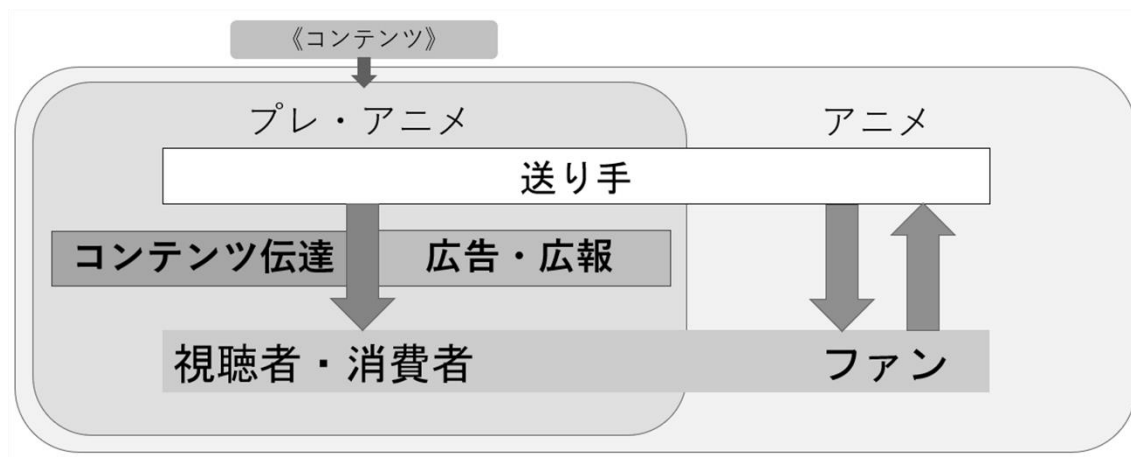 《コンテンツ》
プレ・アニメ
アニメ
送り手
コンテンツ伝達
広告・広報
視聴者・消費者
ファン